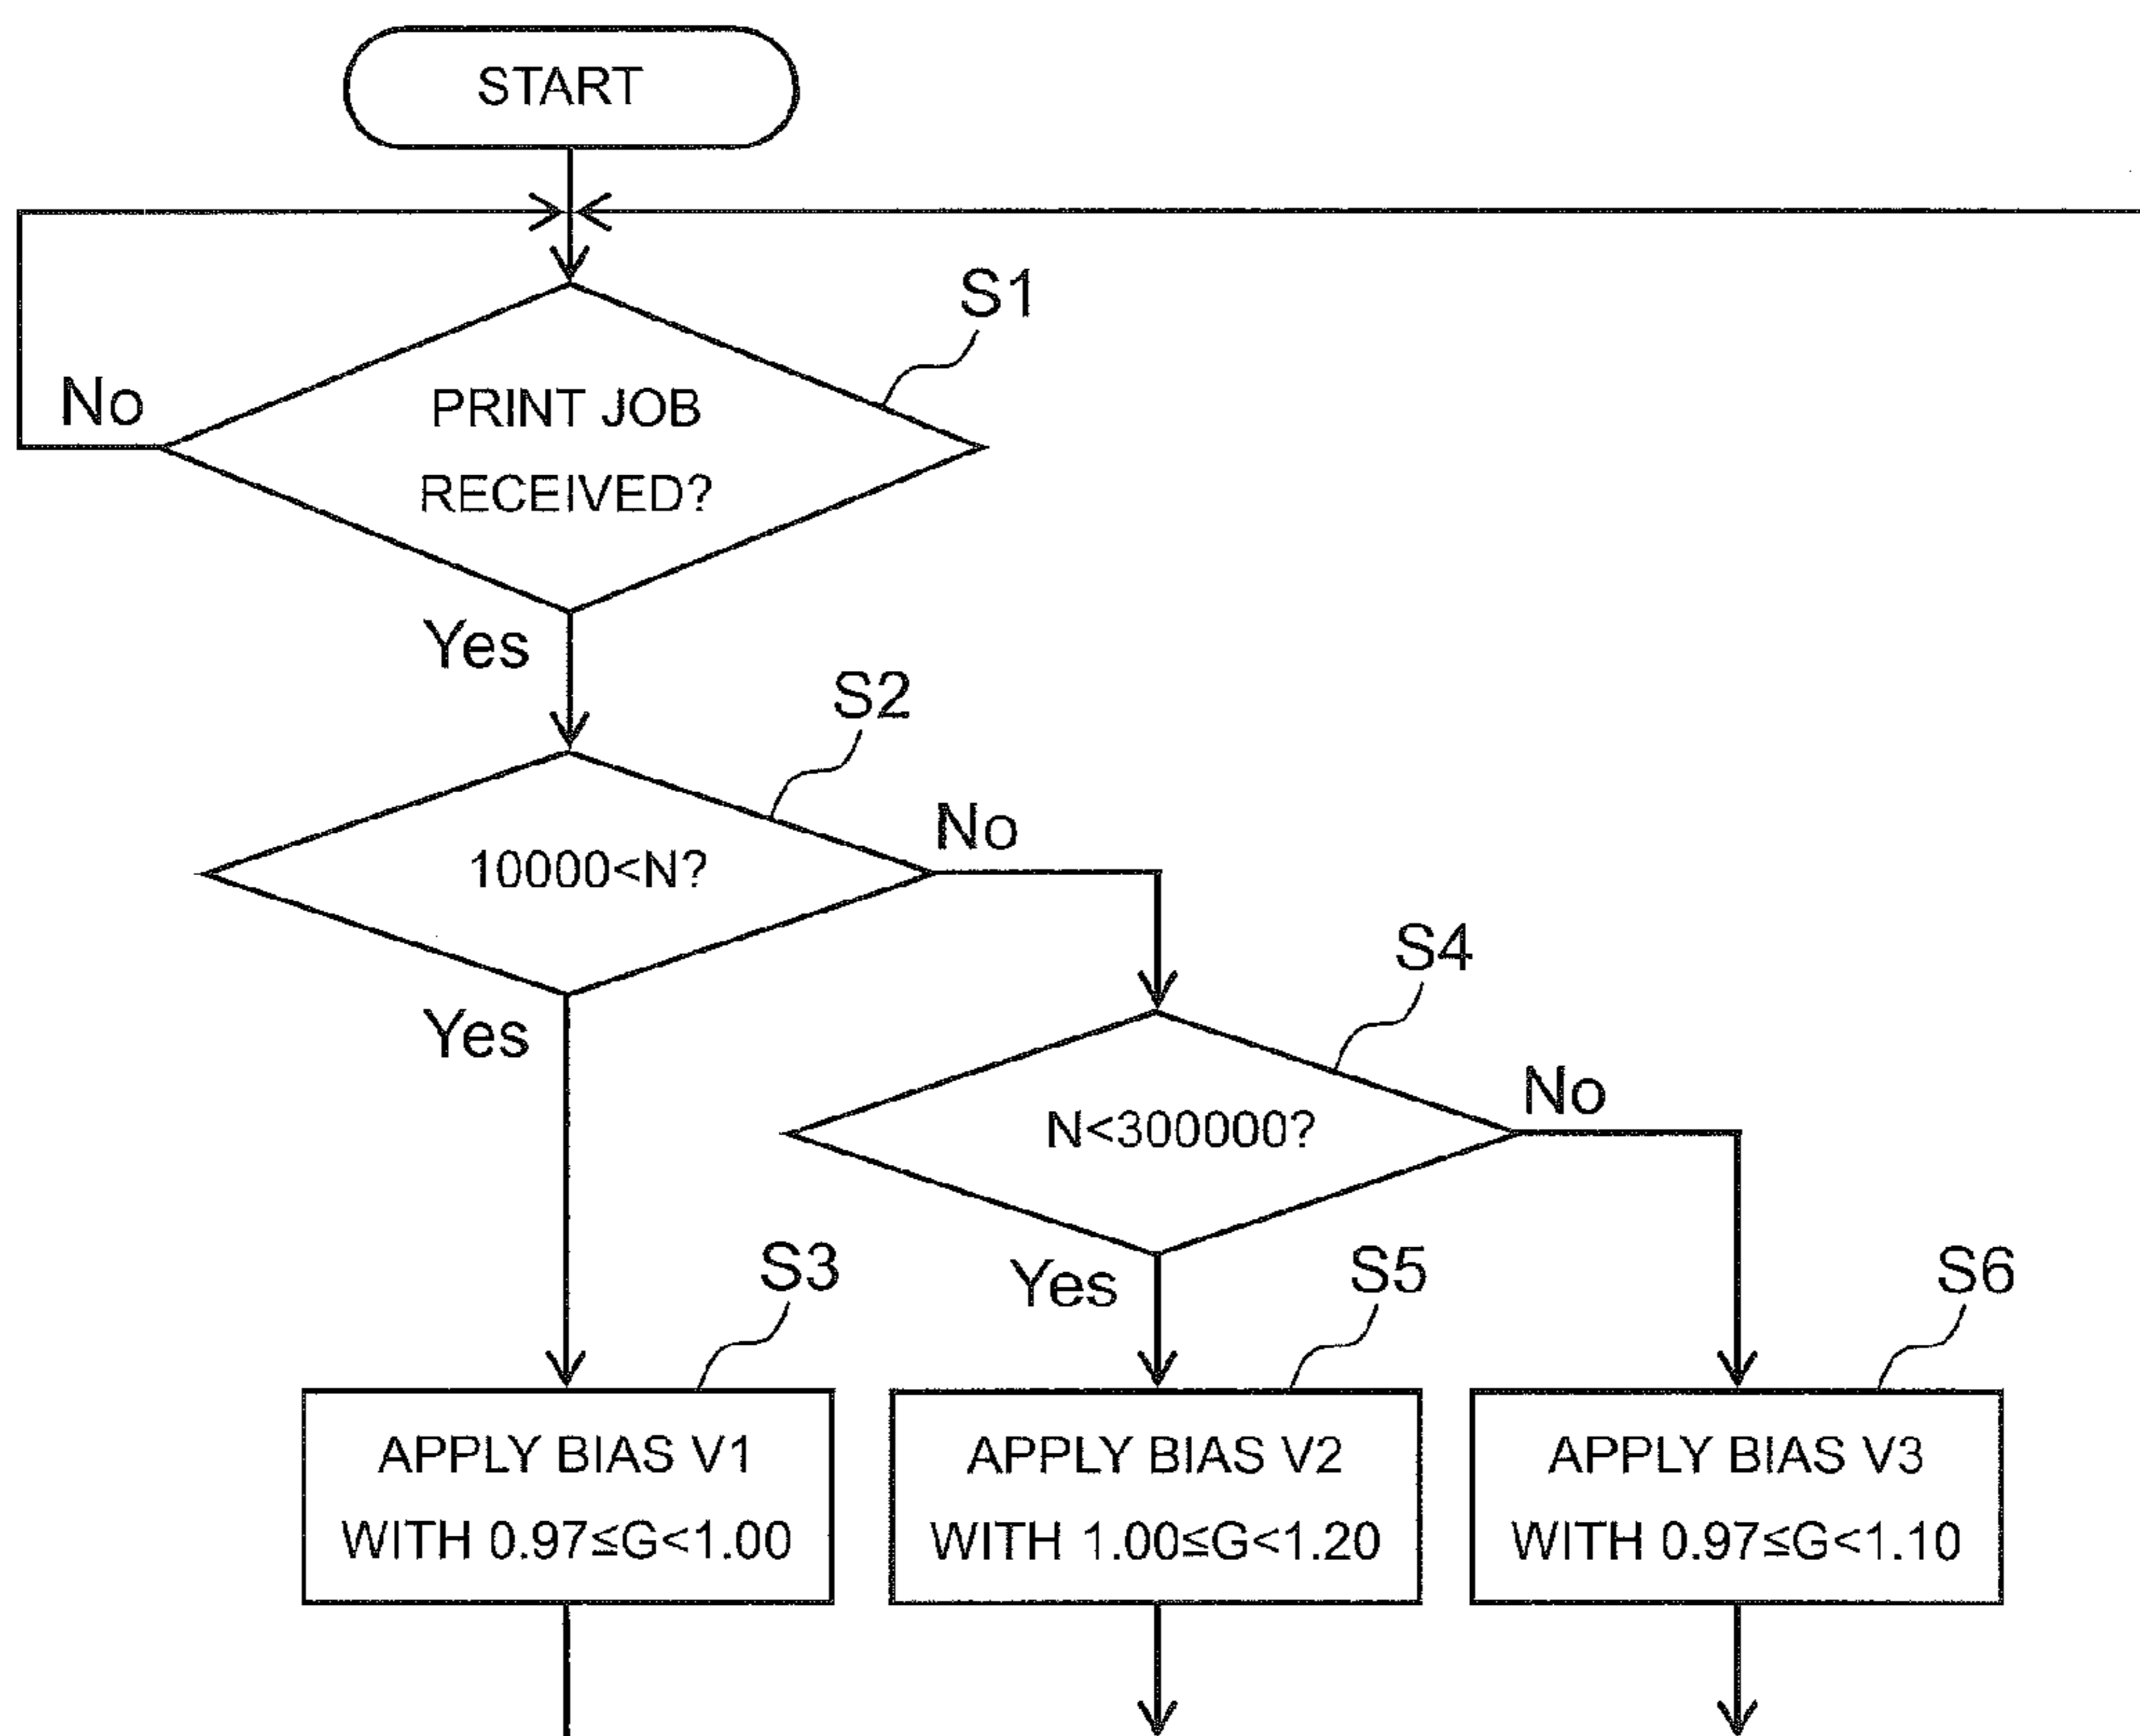 START
S1
No
PRINT JOB
RECEIVED?
Yes
S2
No
10000<N?
Yes
S4
No
N<300000?
Yes
S3
S5
S6
APPLY BIAS V1
WITH 0.97≤G<1.00
APPLY BIAS V2
WITH 1.00≤G<1.20
APPLY BIAS V3
WITH 0.97≤G<1.10